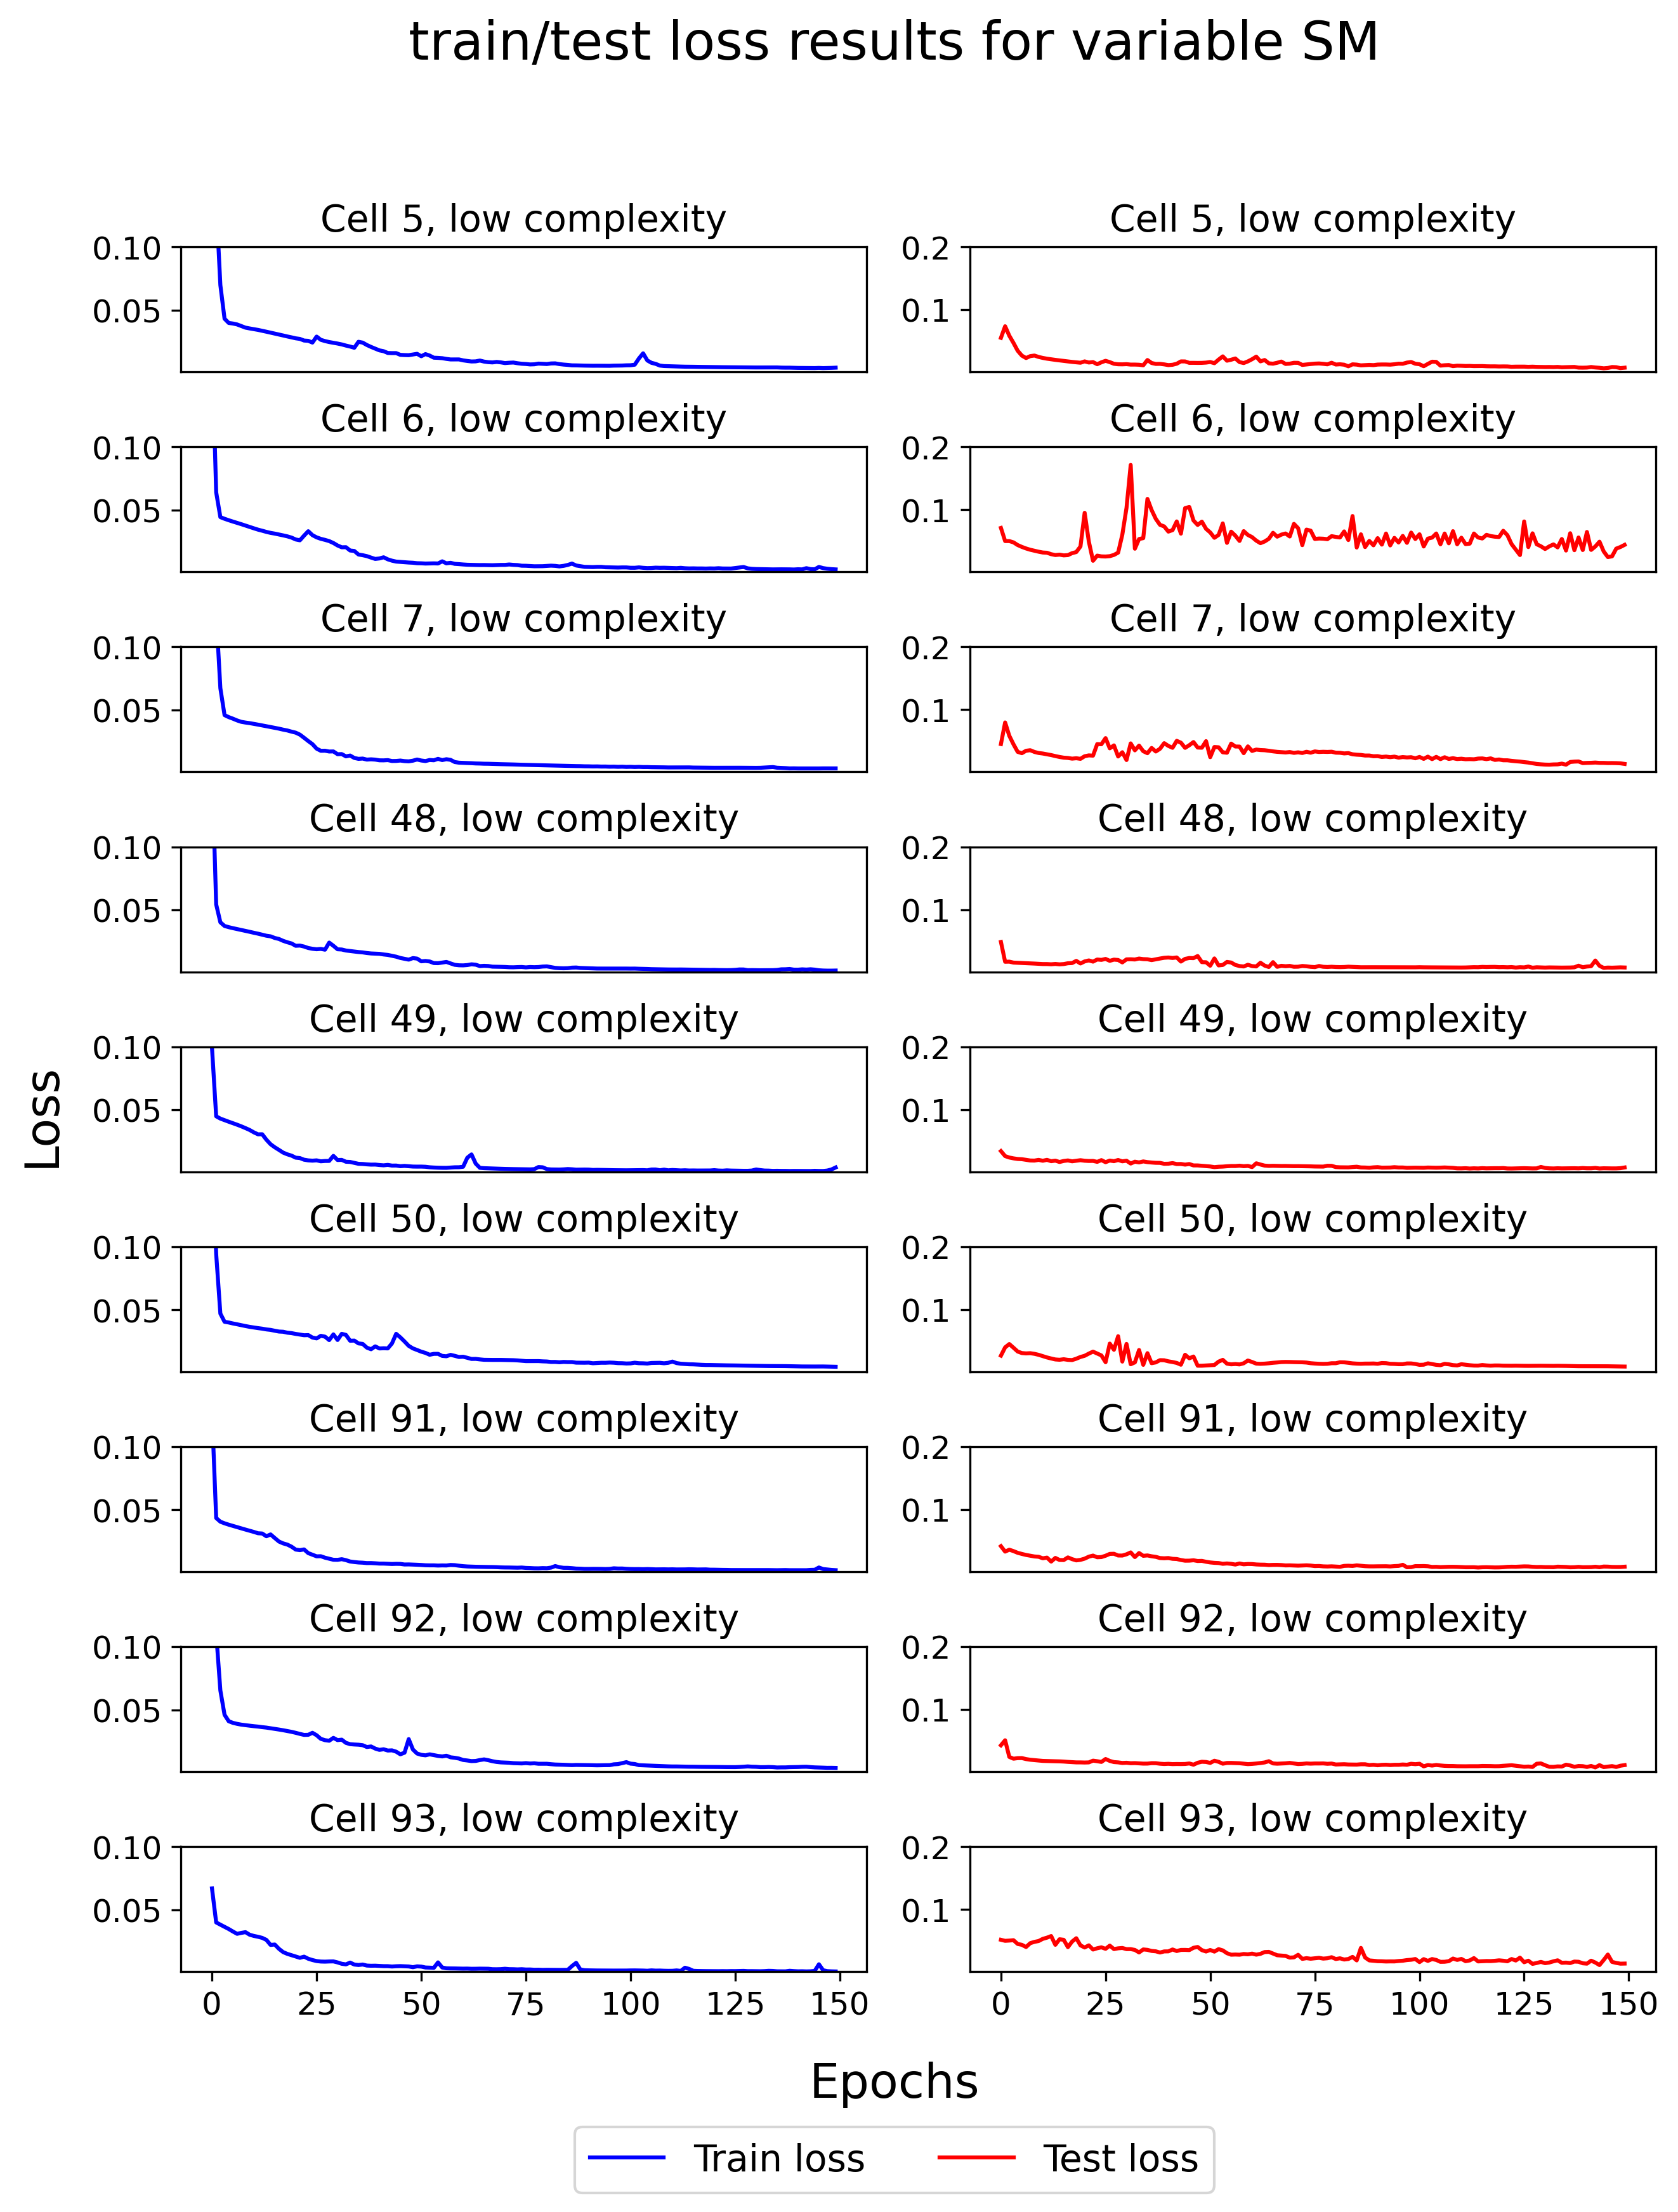 train/test loss results for variable SM
Cell 5, low complexity
0.10
0.05
Cell 5, low complexity
0.2
0.1
Cell 6, low complexity
0.10
0.05
Cell 6, low complexity
0.2
0.1
Cell 7, low complexity
0.10
0.05
Cell 7, low complexity
0.2
0.1
Cell 48, low complexity
0.10
0.05
Cell 48, low complexity
0.2
0.1
Cell 49, low complexity
0.10
0.05
Cell 49, low complexity
0.2
0.1
Loss
Cell 50, low complexity
0.10
0.05
Cell 50, low complexity
0.2
0.1
Cell 91, low complexity
0.10
0.05
Cell 91, low complexity
0.2
0.1
Cell 92, low complexity
0.10
0.05
Cell 92, low complexity
0.2
0.1
Cell 93, low complexity
0.10
0.05
0 25 50 75 100 125 150
Cell 93, low complexity
0.2
0.1
0 25 50 75 100 125 150
Epochs
Train loss
Test loss